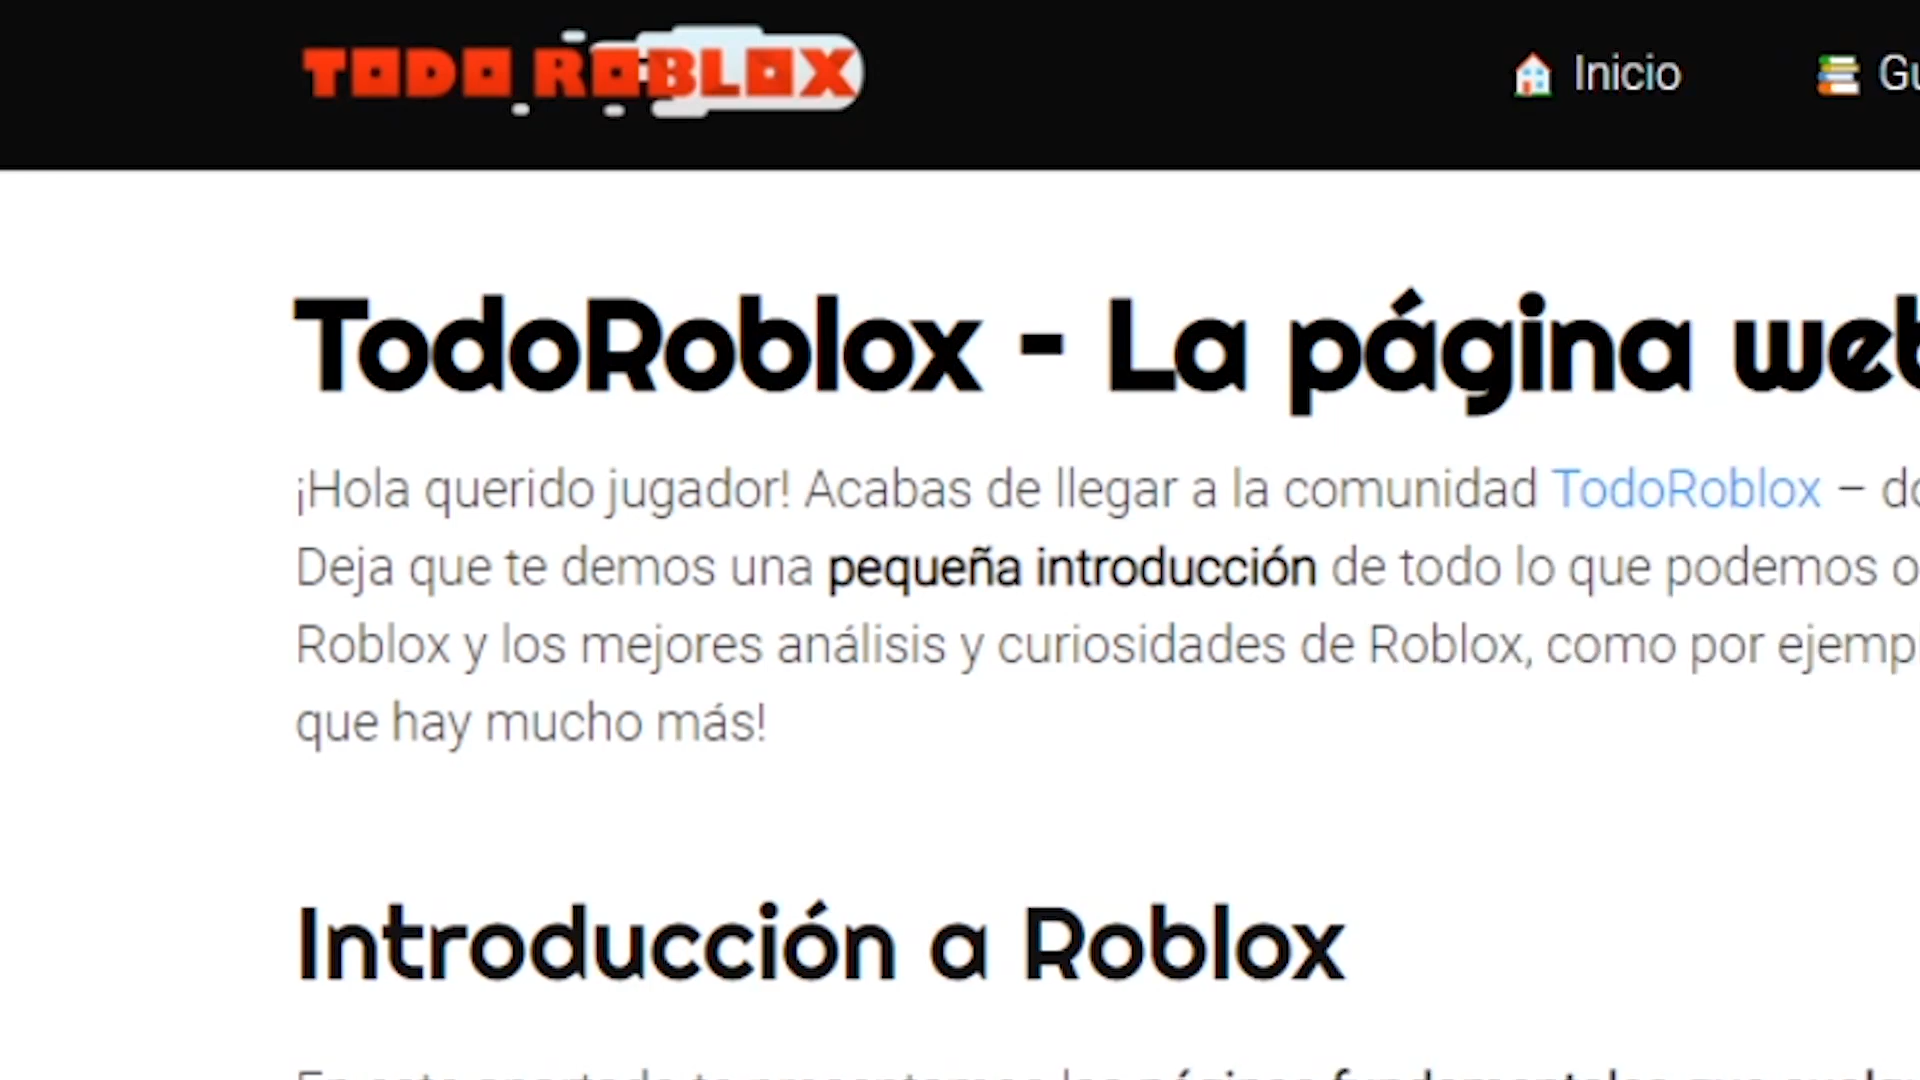 TODO ROBLOX
Inicio
TodoRoblox - La página web
¡Hola querido jugador! Acabas de llegar a la comunidad TodoRoblox –
Deja que te demos una pequeña introducción de todo lo que podemos
Roblox y los mejores análisis y curiosidades de Roblox, como por
que hay mucho más!
Introducción a Roblox